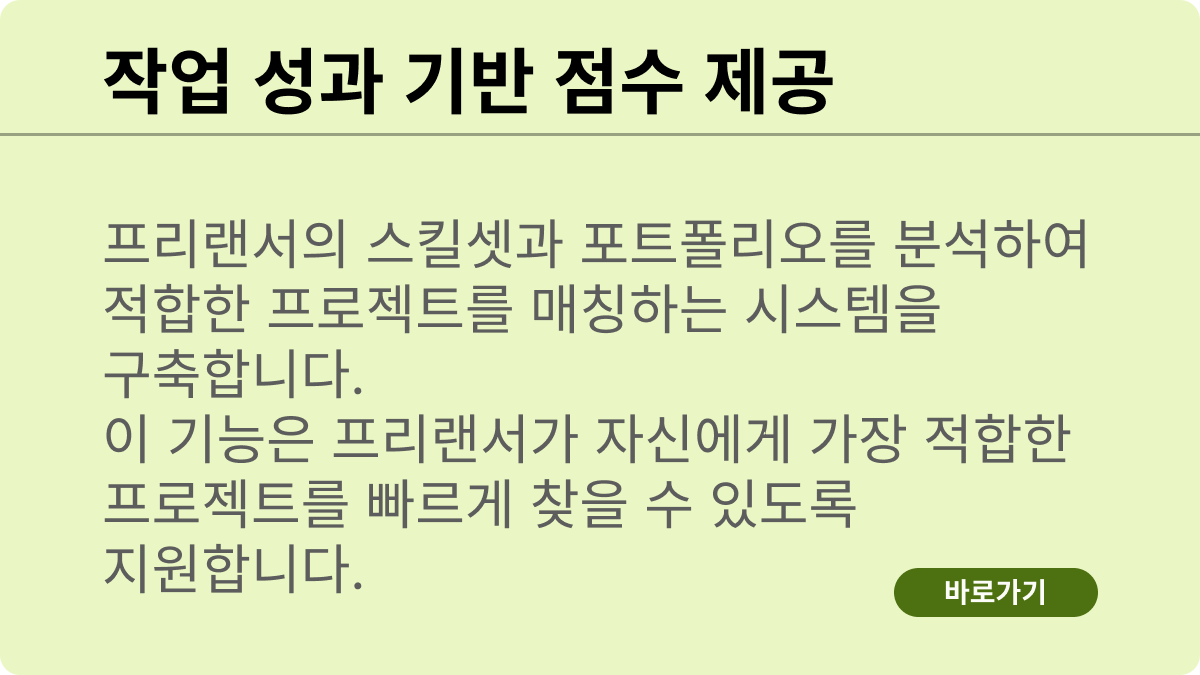 작업 성과 기반 점수 제공
프리랜서의 스킬셋과 포트폴리오를 분석하여
적합한 프로젝트를 매칭하는 시스템을
구축합니다.
이 기능은 프리랜서가 자신에게 가장 적합한
프로젝트를 빠르게 찾을 수 있도록
지원합니다.
바로가기